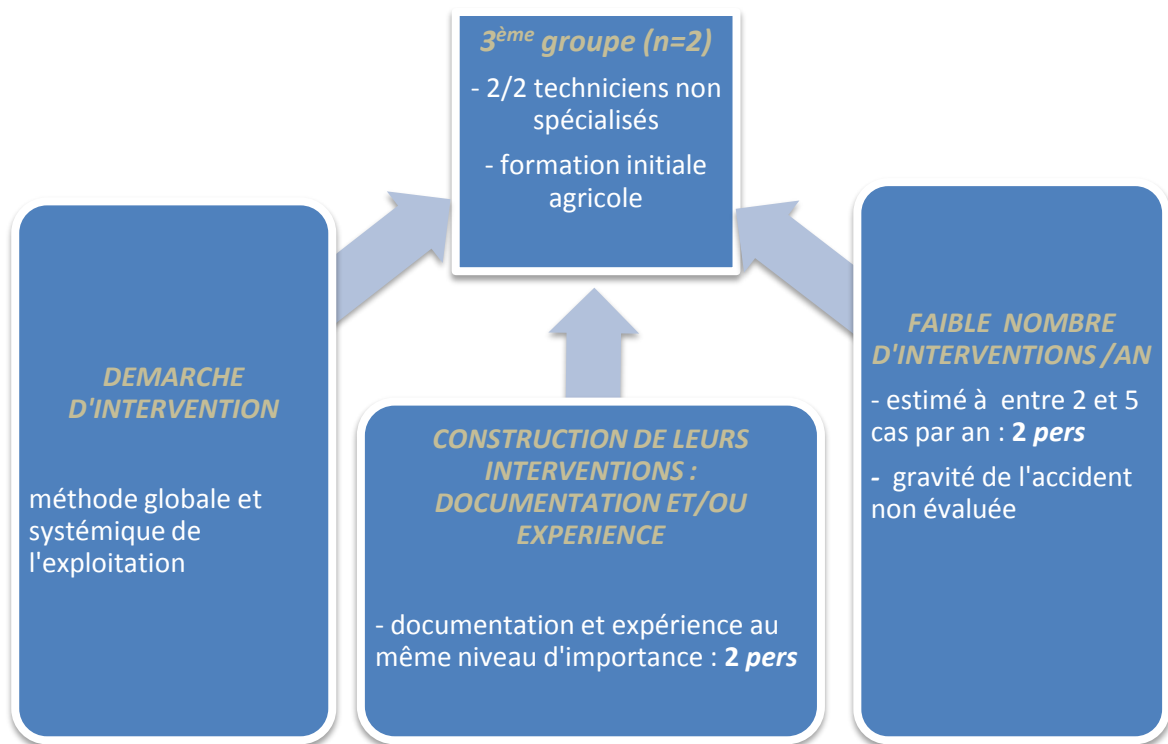 3ème groupe (n=2)
- 2/2 techniciens non
spécialisés
- formation initiale
agricole
DEMARCHE
D'INTERVENTION
méthode globale et
systémique de
l'exploitation
CONSTRUCTION DE LEURS
INTERVENTIONS :
DOCUMENTATION ET/OU
EXPERIENCE
- documentation et expérience au
même niveau d'importance : 2 pers
FAIBLE NOMBRE
D'INTERVENTIONS /AN
- estimé à entre 2 et 5
cas par an : 2 pers
- gravité de l'accident
non évaluée